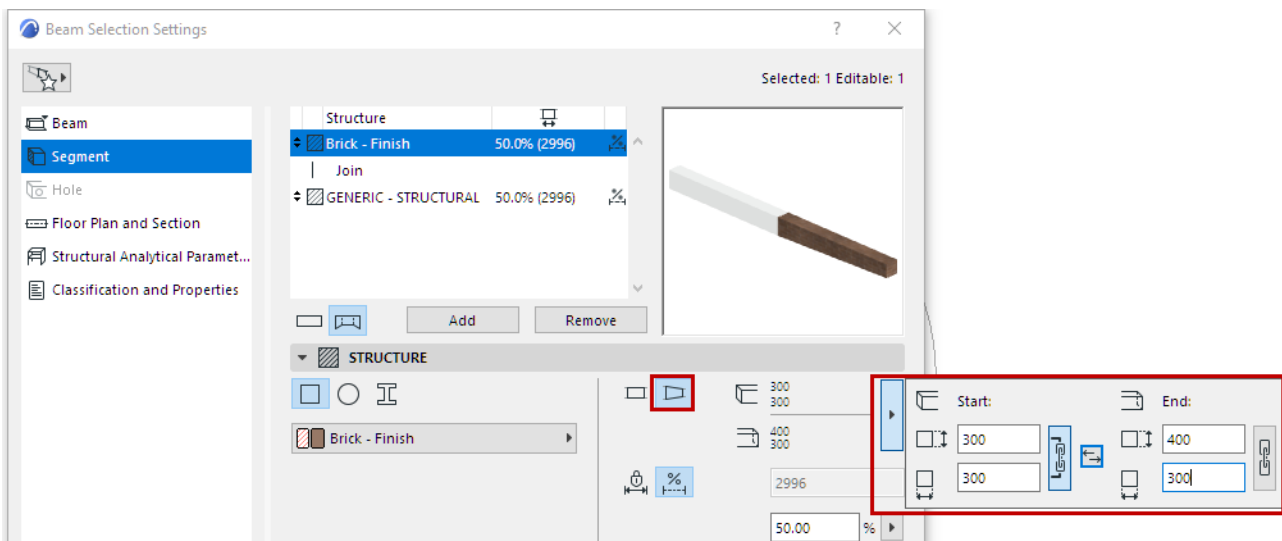 Beam Selection Settings
?
Selected: 1 Editable: 1
Beam
Segment
Hole
Floor Plan and Section
Structural Analytical Paramet...
Classification and Properties
Structure
Brick - Finish 50.0% (2996) %
Join
GENERIC - STRUCTURAL 50.0% (2996) %
Add Remove
STRUCTURE
300
300
400
300
Brick - Finish
%
2996
50.00 %
Start: End:
300 400
300 300